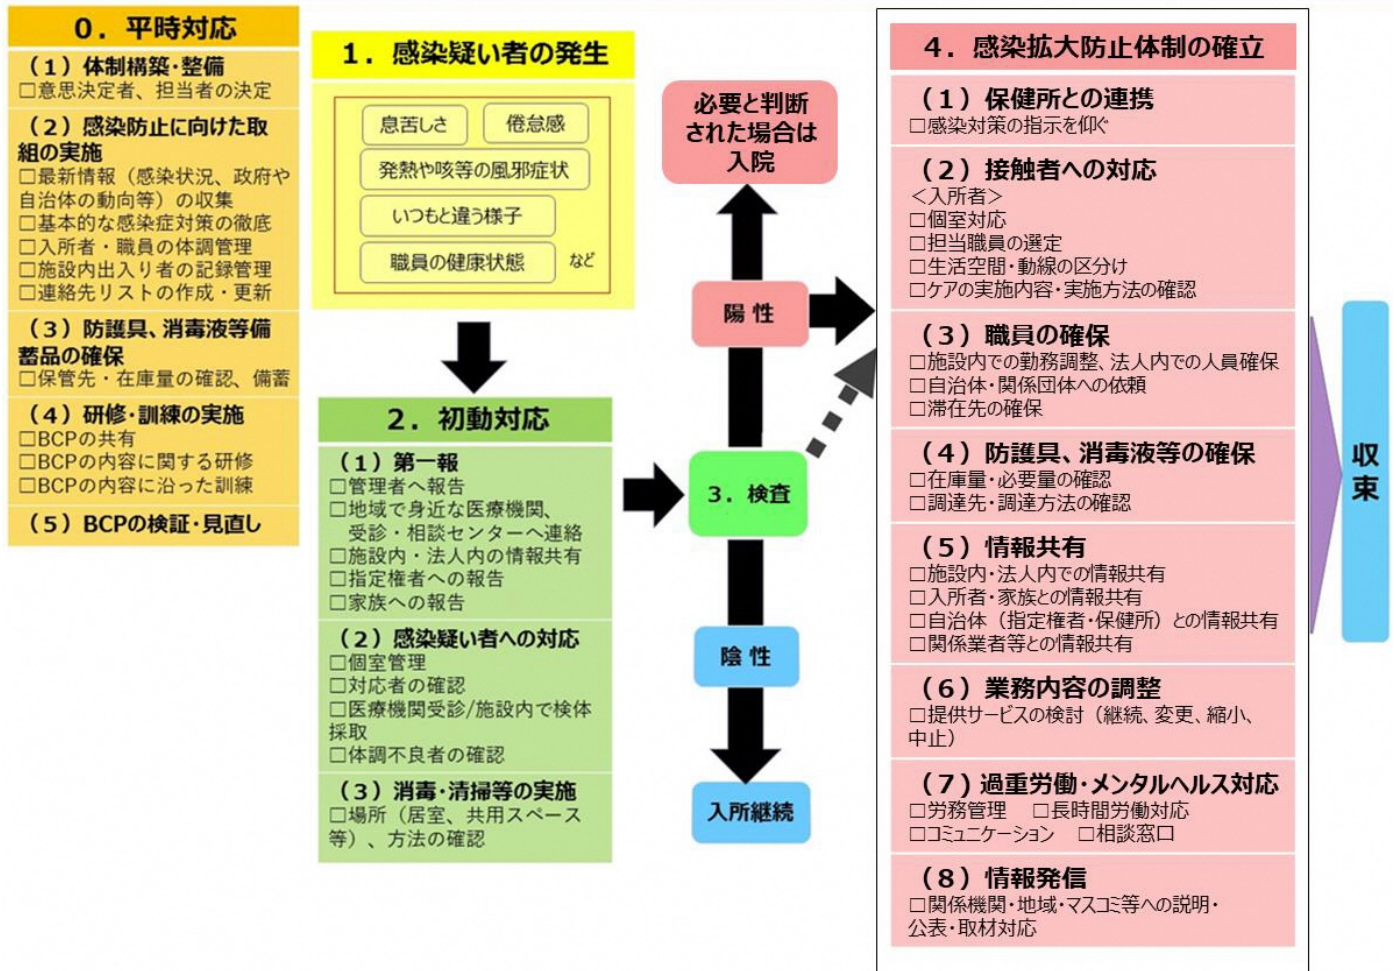 ０．平時対応
（１）体制構築・整備
□意思決定者、担当者の決定
（２）感染防止に向けた取
組の実施
□最新情報（感染状況、政府や
自治体の動向等）の収集
□基本的な感染症対策の徹底
□入所者・職員の体調管理
□施設内出入り者の記録管理
□連絡先リストの作成・更新
（３）防護具、消毒液等備
蓄品の確保
□保管先・在庫量の確認、備蓄
（４）研修・訓練の実施
□BCPの共有
□BCPの内容に関する研修
□BCPの内容に沿った訓練
（５）BCPの検証・見直し
１．感染疑い者の発生
息苦しさ
倦怠感
発熱や咳等の風邪症状
いつもと違う様子
職員の健康状態
など
２．初動対応
（１）第一報
□管理者へ報告
□地域で身近な医療機関、
受診・相談センターへ連絡
□施設内・法人内の情報共有
□指定権者への報告
□家族への報告
（２）感染疑い者への対応
□個室管理
□対応者の確認
□医療機関受診/施設内で検体
採取
□体調不良者の確認
（３）消毒・清掃等の実施
□場所（居室、共用スペース
等）、方法の確認
必要と判断
された場合は
入院
陽 性
３．検査
陰 性
入所継続
４．感染拡大防止体制の確立
（１）保健所との連携
□感染対策の指示を仰ぐ
（２）接触者への対応
＜入所者＞
□個室対応
□担当職員の選定
□生活空間・動線の区分け
□ケアの実施内容・実施方法の確認
（３）職員の確保
□施設内での勤務調整、法人内での人員確保
□自治体・関係団体への依頼
□滞在先の確保
（４）防護具、消毒液等の確保
□在庫量・必要量の確認
□調達先・調達方法の確認
（５）情報共有
□施設内・法人内での情報共有
□入所者・家族との情報共有
□自治体（指定権者・保健所）との情報共有
□関係業者等との情報共有
（６）業務内容の調整
□提供サービスの検討（継続、変更、縮小、
中止）
（７）過重労働・メンタルヘルス対応
□労務管理　□長時間労働対応
□コミュニケーション　□相談窓口
（８）情報発信
□関係機関・地域・マスコミ等への説明・
公表・取材対応
収束